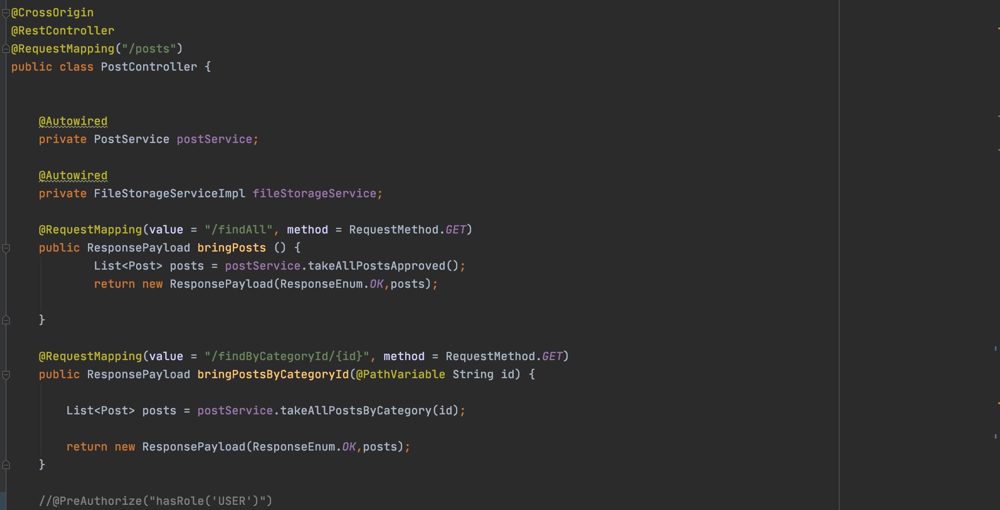 @CrossOrigin
@RestController
@RequestMapping("/posts")
public class PostController {
@Autowired
private PostService postService;
@Autowired
private FileStorageServiceImpl fileStorageService;
@RequestMapping(value = "/findAll", method = RequestMethod.GET)
public ResponsePayload bringPosts () {
List<Post> posts = postService.takeAllPostsApproved();
return new ResponsePayload(ResponseEnum.OK,posts);
}
@RequestMapping(value = "/findByCategoryId/{id}", method = RequestMethod.GET)
public ResponsePayload bringPostsByCategoryId(@PathVariable String id) {
List<Post> posts = postService.takeAllPostsByCategory(id);
return new ResponsePayload(ResponseEnum.OK,posts);
}
//@PreAuthorize("hasRole('USER')")